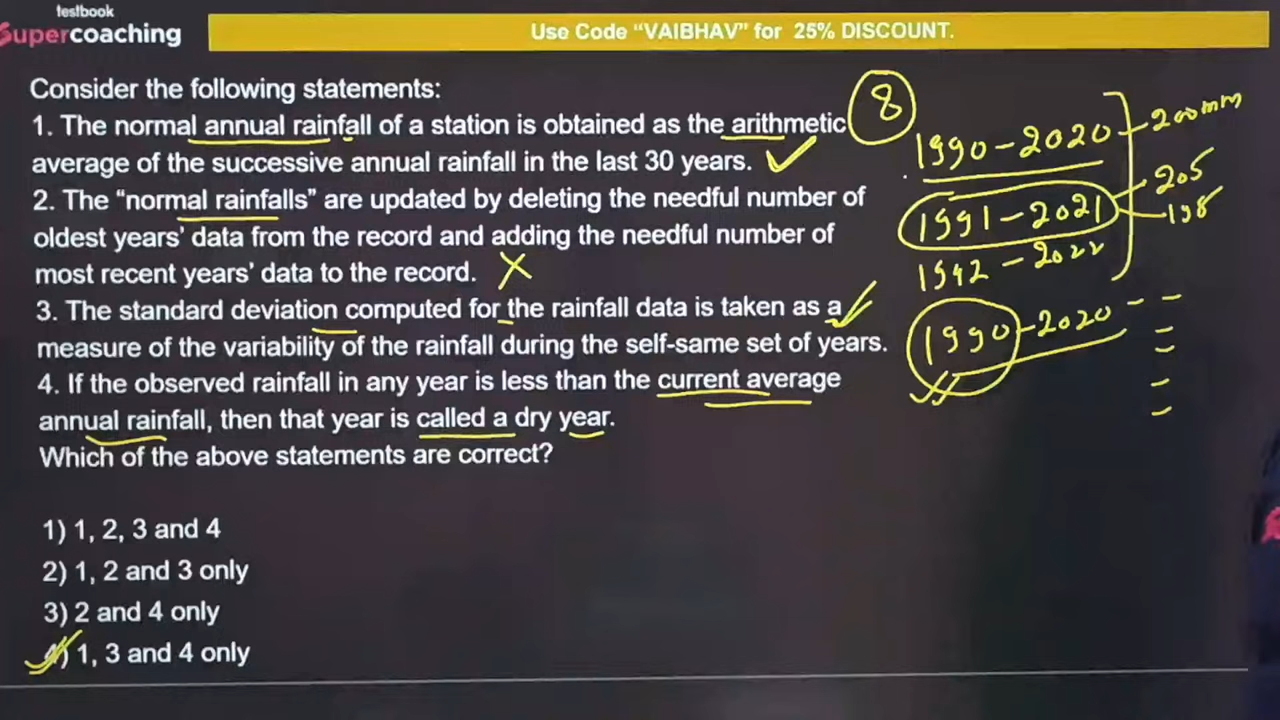 testbook
Supercoaching
Use Code “VAIBHAV” for 25% DISCOUNT.
Consider the following statements:
1. The normal annual rainfall of a station is obtained as the arithmetic
average of the successive annual rainfall in the last 30 years.
2. The “normal rainfalls” are updated by deleting the needful number of
oldest years’ data from the record and adding the needful number of
most recent years’ data to the record.
3. The standard deviation computed for the rainfall data is taken as a
measure of the variability of the rainfall during the self-same set of years.
4. If the observed rainfall in any year is less than the current average
annual rainfall, then that year is called a dry year.
Which of the above statements are correct?
1) 1, 2, 3 and 4
2) 1, 2 and 3 only
3) 2 and 4 only
4) 1, 3 and 4 only
8
1990-2020 200mm
1991-2021 205
198
1942-2022
1990-2020